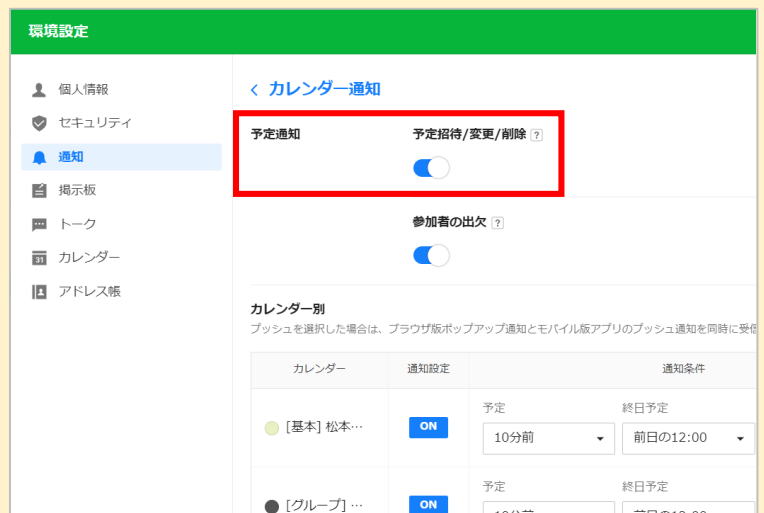 環境設定
個人情報
セキュリティ
通知
掲示板
トーク
カレンダー
アドレス帳
カレンダー通知
予定通知
予定招待/変更/削除 ?
参加者の出欠 ?
カレンダー別
プッシュを選択した場合は、ブラウザ版ポップアップ通知とモバイル版アプリのプッシュ通知を同時に受信
カレンダー 通知設定 通知条件
予定 終日予定
[基本] 松本… ON 10分前 前日の12:00
予定 終日予定
[グループ] … ON